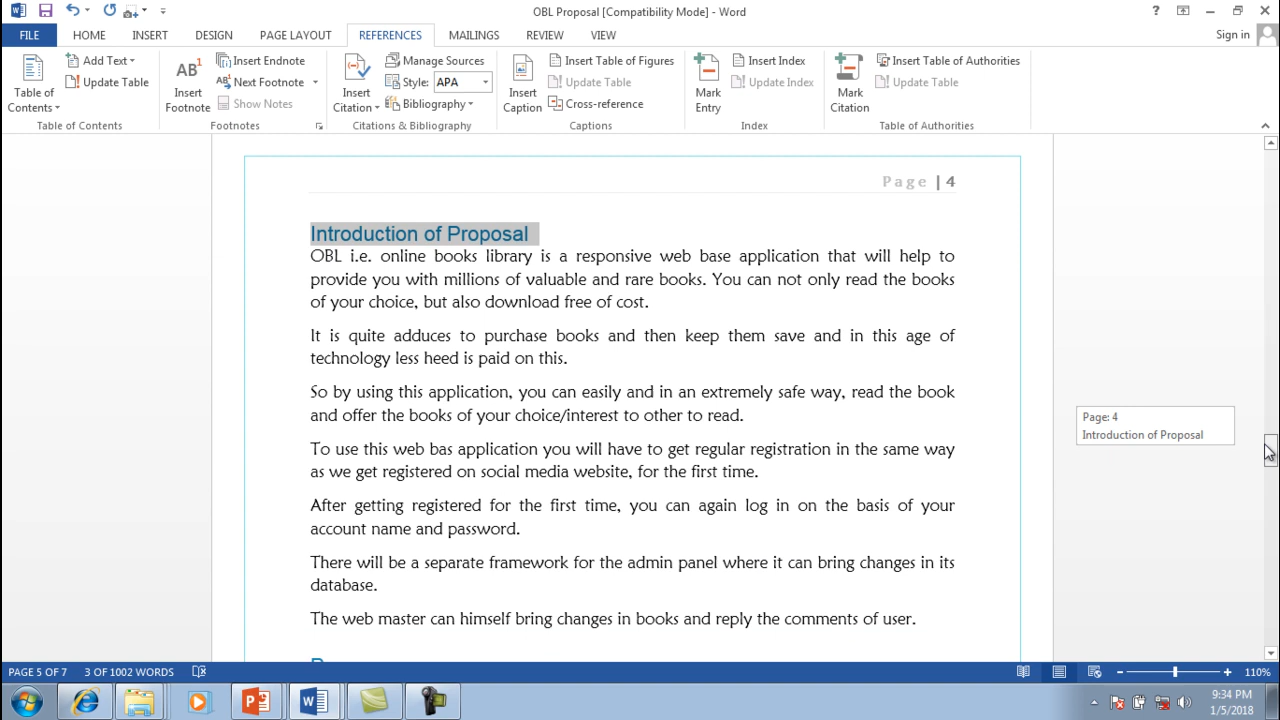 OBL Proposal [Compatibility Mode] - Word
FILE HOME INSERT DESIGN PAGE LAYOUT REFERENCES MAILINGS REVIEW VIEW Sign in
Table of Contents
Add Text
Update Table
Table of Contents
AB1
Insert Footnote
Insert Endnote
AB1 Next Footnote
Show Notes
Footnotes
Insert Citation
Manage Sources
Style: APA
Bibliography
Citations & Bibliography
Insert Caption
Insert Table of Figures
Update Table
Cross-reference
Captions
Mark Entry
Insert Index
Update Index
Index
Mark Citation
Insert Table of Authorities
Update Table
Table of Authorities
Page | 4
Introduction of Proposal
OBL i.e. online books library is a responsive web base application that will help to
provide you with millions of valuable and rare books. You can not only read the books
of your choice, but also download free of cost.
It is quite adduces to purchase books and then keep them save and in this age of
technology less heed is paid on this.
So by using this application, you can easily and in an extremely safe way, read the book
and offer the books of your choice/interest to other to read.
To use this web bas application you will have to get regular registration in the same way
as we get registered on social media website, for the first time.
After getting registered for the first time, you can again log in on the basis of your
account name and password.
There will be a separate framework for the admin panel where it can bring changes in its
database.
The web master can himself bring changes in books and reply the comments of user.
Page: 4
Introduction of Proposal
PAGE 5 OF 7 3 OF 1002 WORDS 110%
9:34 PM
1/5/2018